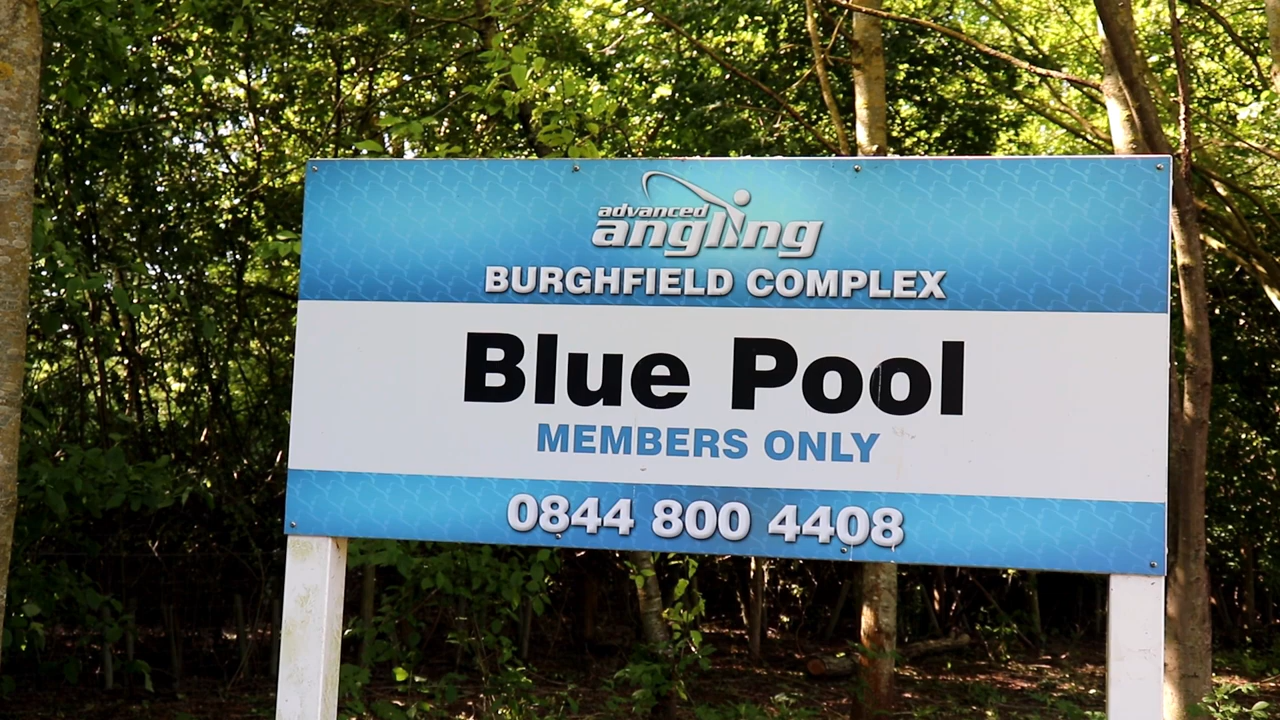 advanced
angling
BURGHFIELD COMPLEX
Blue Pool
MEMBERS ONLY
0844 800 4408